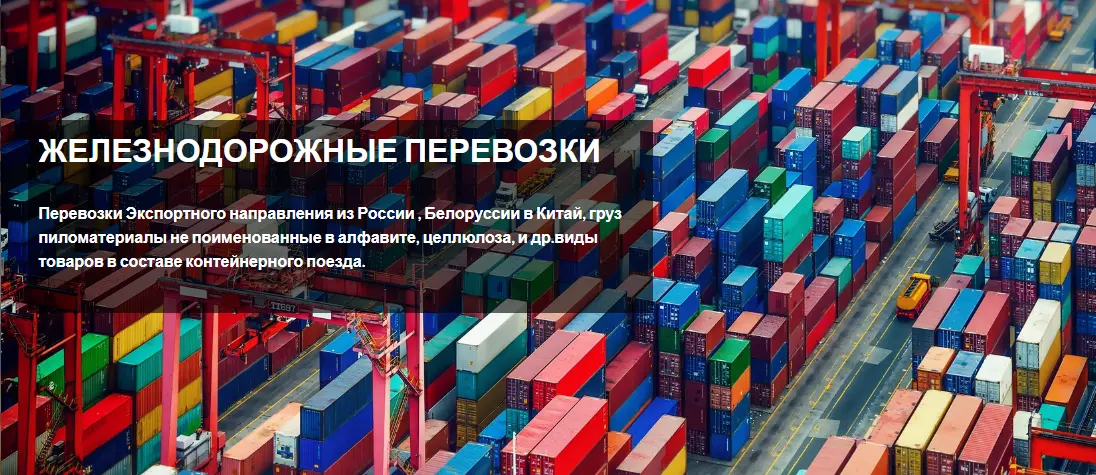 ЖЕЛЕЗНОДОРОЖНЫЕ ПЕРЕВОЗКИ
Перевозки Экспортного направления из России , Белоруссии в Китай, груз
пиломатериалы не поименованные в алфавите, целлюлоза, и др.виды
товаров в составе контейнерного поезда.